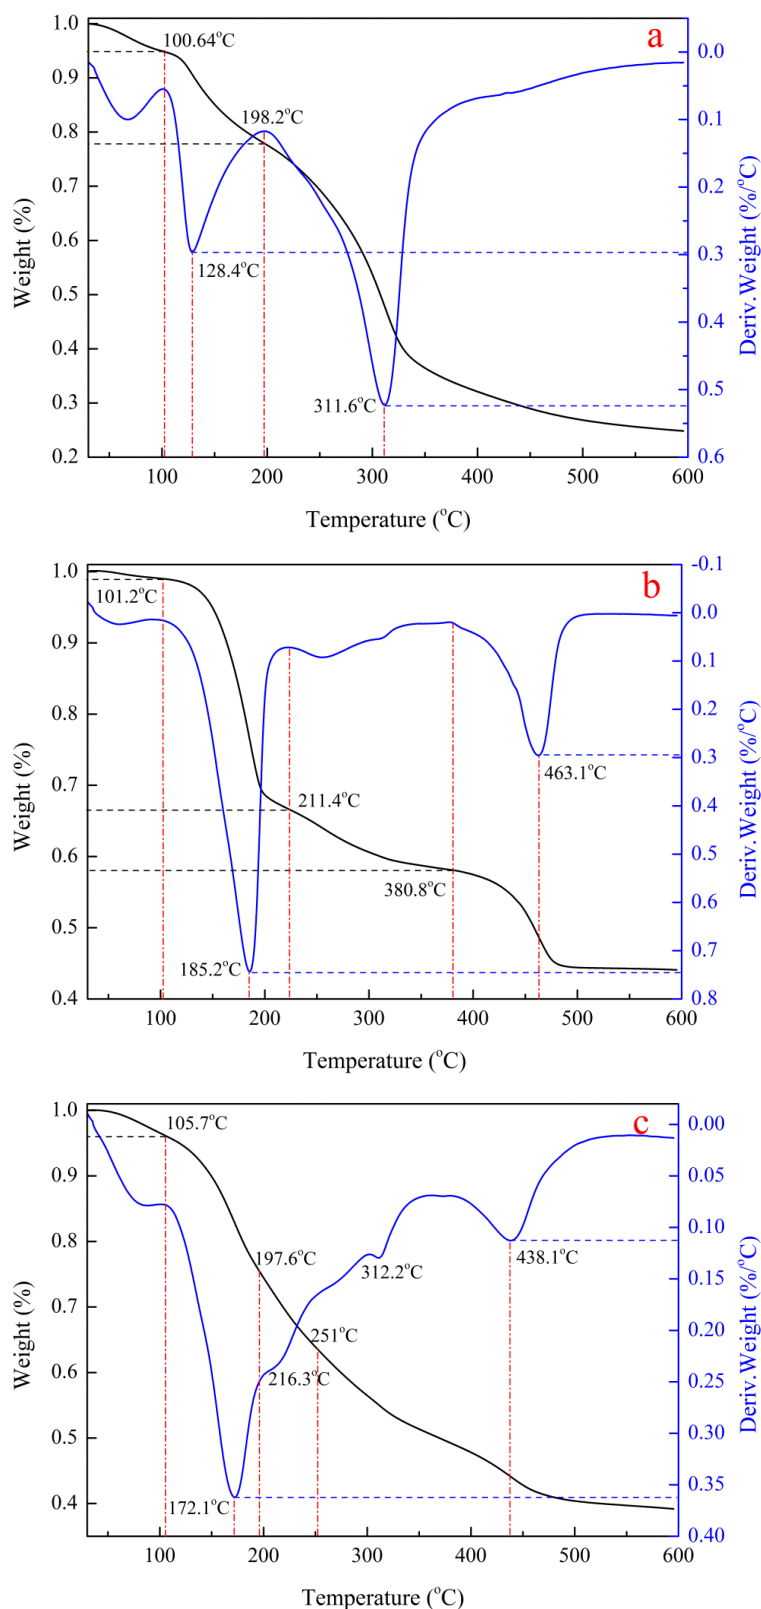 a
1.0
0.9
0.8
0.7
0.6
0.5
0.4
0.3
0.2
Weight (%)
100.64°C
198.2°C
128.4°C
311.6°C
0.0
0.1
0.2
0.3
0.4
0.5
0.6
Deriv.Weight (%/°C)
100 200 300 400 500 600
Temperature (°C)
b
1.0
0.9
0.8
0.7
0.6
0.5
0.4
Weight (%)
101.2°C
211.4°C
463.1°C
380.8°C
185.2°C
-0.1
0.0
0.1
0.2
0.3
0.4
0.5
0.6
0.7
0.8
Deriv.Weight (%/°C)
100 200 300 400 500 600
Temperature (°C)
c
1.0
0.9
0.8
0.7
0.6
0.5
0.4
Weight (%)
105.7°C
197.6°C
312.2°C
438.1°C
251°C
216.3°C
172.1°C
0.00
0.05
0.10
0.15
0.20
0.25
0.30
0.35
0.40
Deriv.Weight (%/°C)
100 200 300 400 500 600
Temperature (°C)